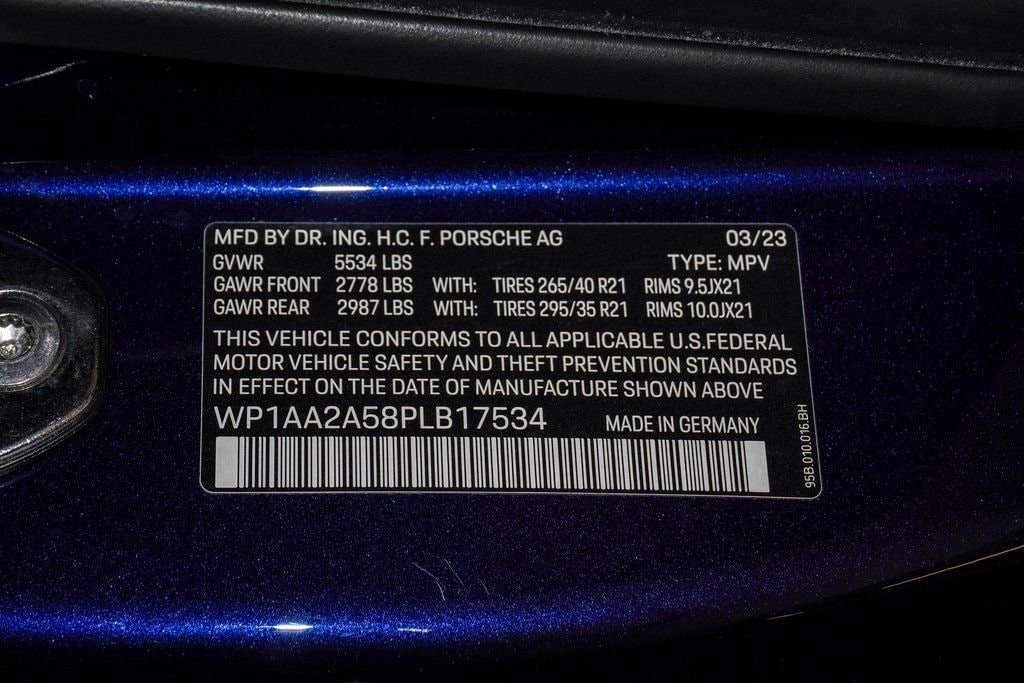 MFD BY DR. ING. H.C. F. PORSCHE AG 03/23
GVWR 5534 LBS TYPE: MPV
GAWR FRONT 2778 LBS WITH: TIRES 265/40 R21 RIMS 9.5JX21
GAWR REAR 2987 LBS WITH: TIRES 295/35 R21 RIMS 10.0JX21
THIS VEHICLE CONFORMS TO ALL APPLICABLE U.S.FEDERAL
MOTOR VEHICLE SAFETY AND THEFT PREVENTION STANDARDS
IN EFFECT ON THE DATE OF MANUFACTURE SHOWN ABOVE
WP1AA2A58PLB17534 MADE IN GERMANY
95B.010.016.BH